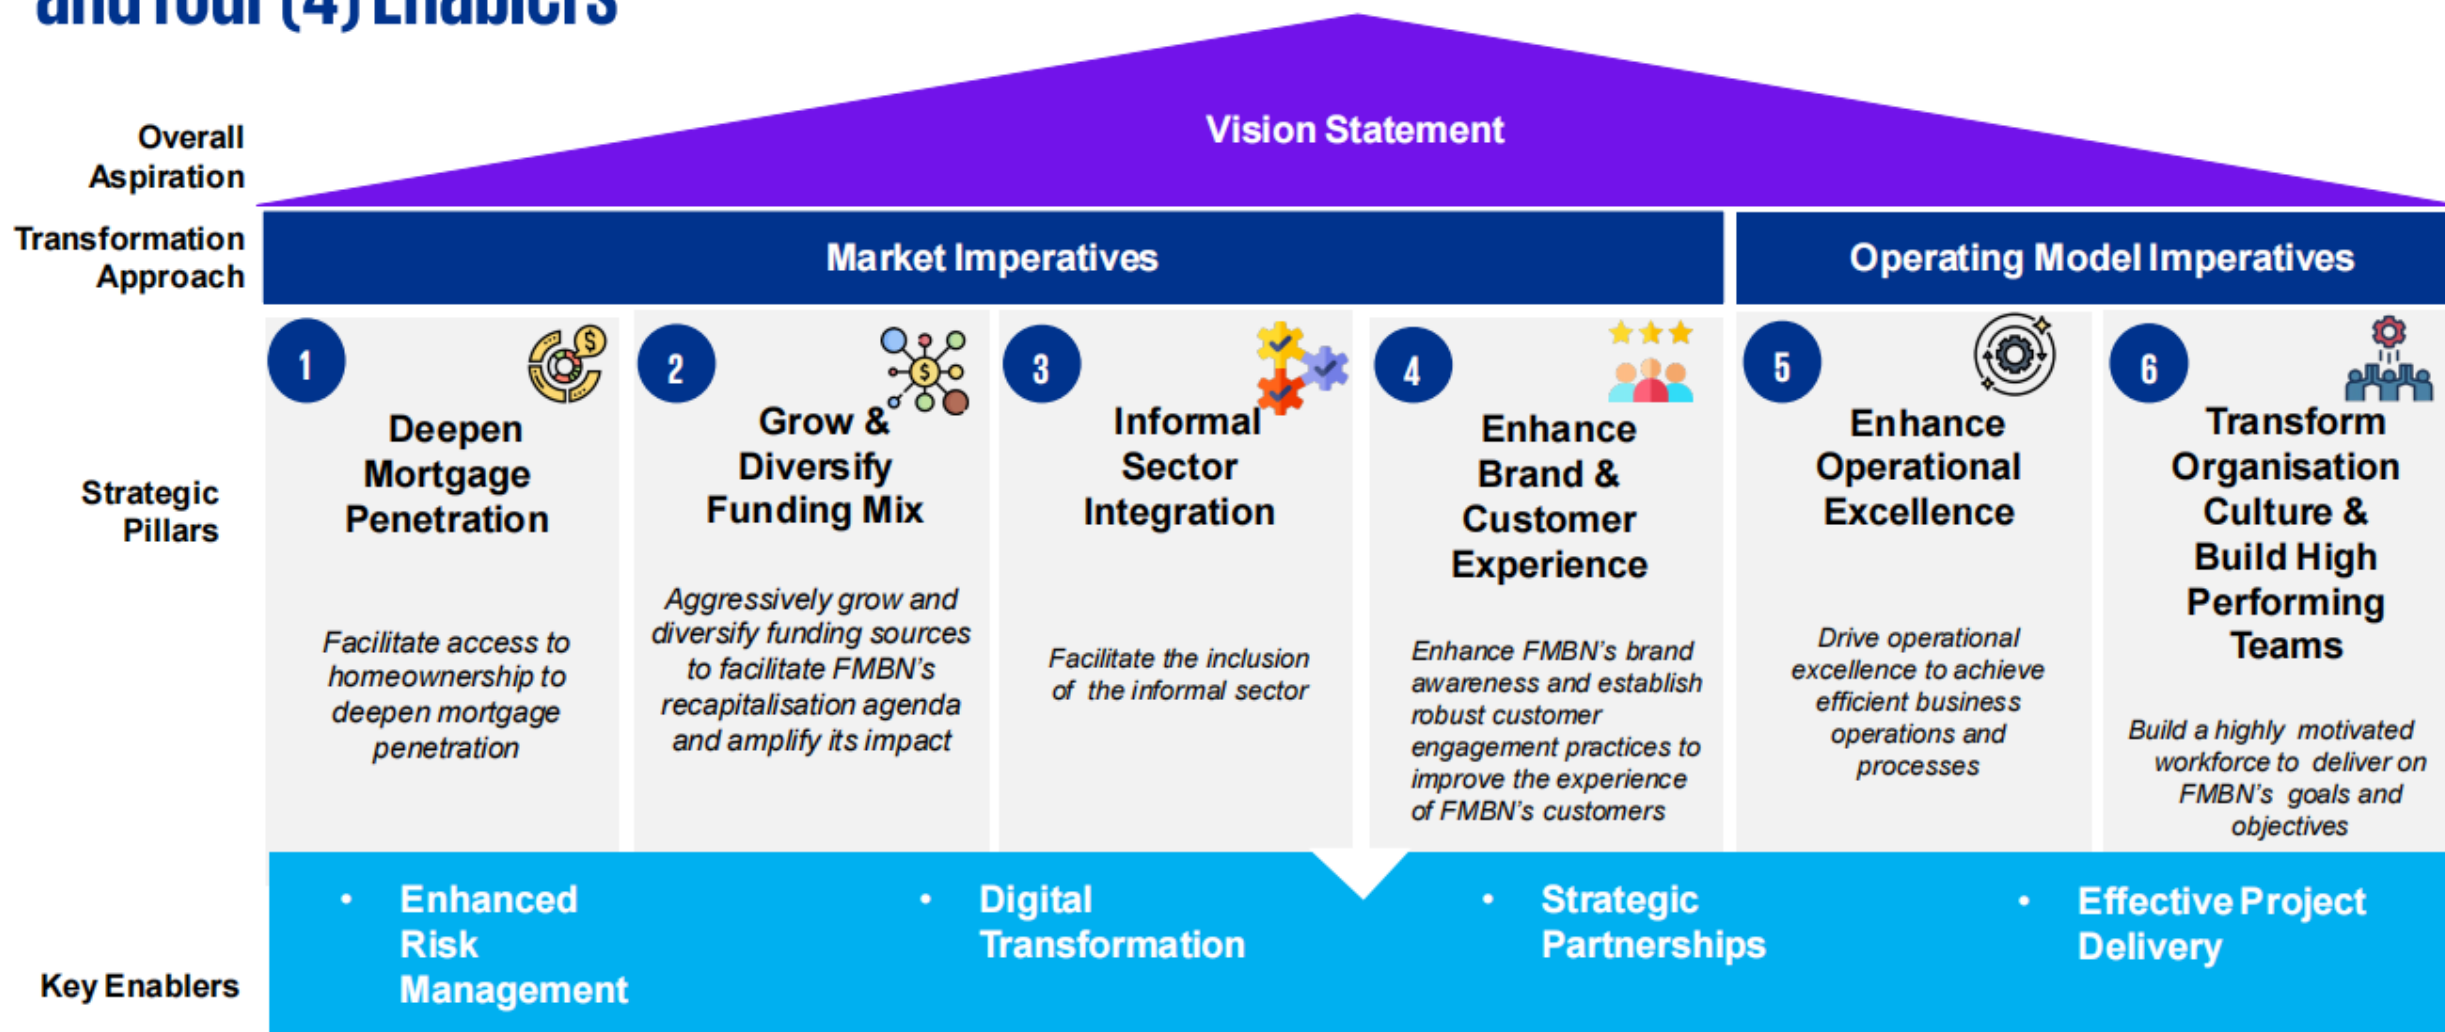 and four (4) Enablers
Vision Statement
Overall
Aspiration
Transformation
Approach
Market Imperatives
Operating Model Imperatives
Strategic
Pillars
1
Deepen
Mortgage
Penetration
Facilitate access to
homeownership to
deepen mortgage
penetration
2
Grow &
Diversify
Funding Mix
Aggressively grow and
diversify funding sources
to facilitate FMBN's
recapitalisation agenda
and amplify its impact
3
Informal
Sector
Integration
Facilitate the inclusion
of the informal sector
4
Enhance
Brand &
Customer
Experience
Enhance FMBN's brand
awareness and establish
robust customer
engagement practices to
improve the experience
of FMBN's customers
5
Enhance
Operational
Excellence
Drive operational
excellence to achieve
efficient business
operations and
processes
6
Transform
Organisation
Culture &
Build High
Performing
Teams
Build a highly motivated
workforce to deliver on
FMBN's goals and
objectives
Key Enablers
• Enhanced
Risk
Management
• Digital
Transformation
• Strategic
Partnerships
• Effective Project
Delivery